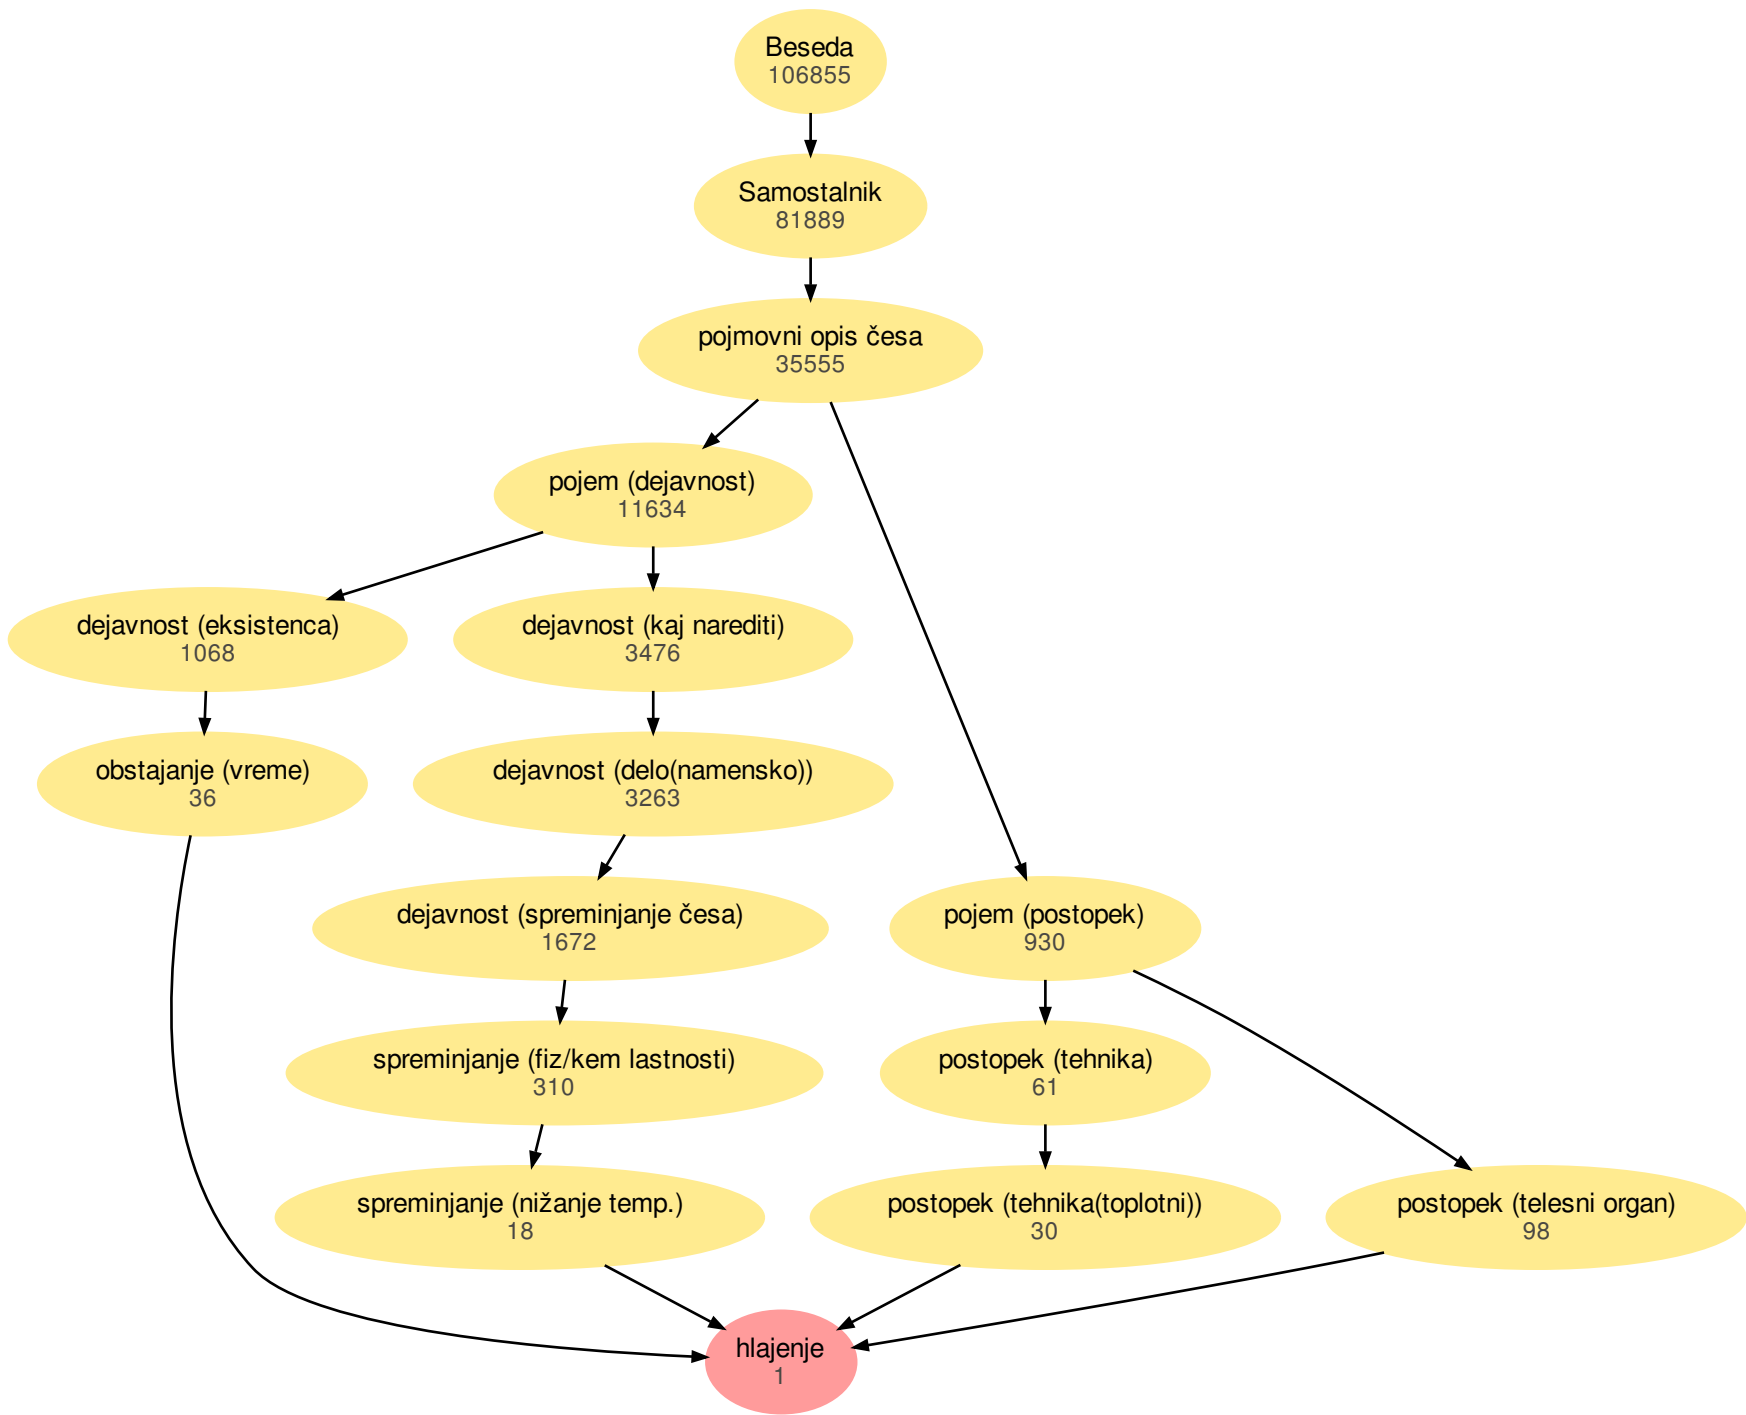 Beseda
106855
Samostalnik
81889
pojmovni opis česa
35555
pojem (dejavnost)
11634
dejavnost (eksistenca)
1068
dejavnost (kaj narediti)
3476
obstajanje (vreme)
36
dejavnost (delo(namensko))
3263
dejavnost (spreminjanje česa)
1672
pojem (postopek)
930
spreminjanje (fiz/kem lastnosti)
310
postopek (tehnika)
61
spreminjanje (nižanje temp.)
18
postopek (tehnika(toplotni))
30
postopek (telesni organ)
98
hlajenje
1